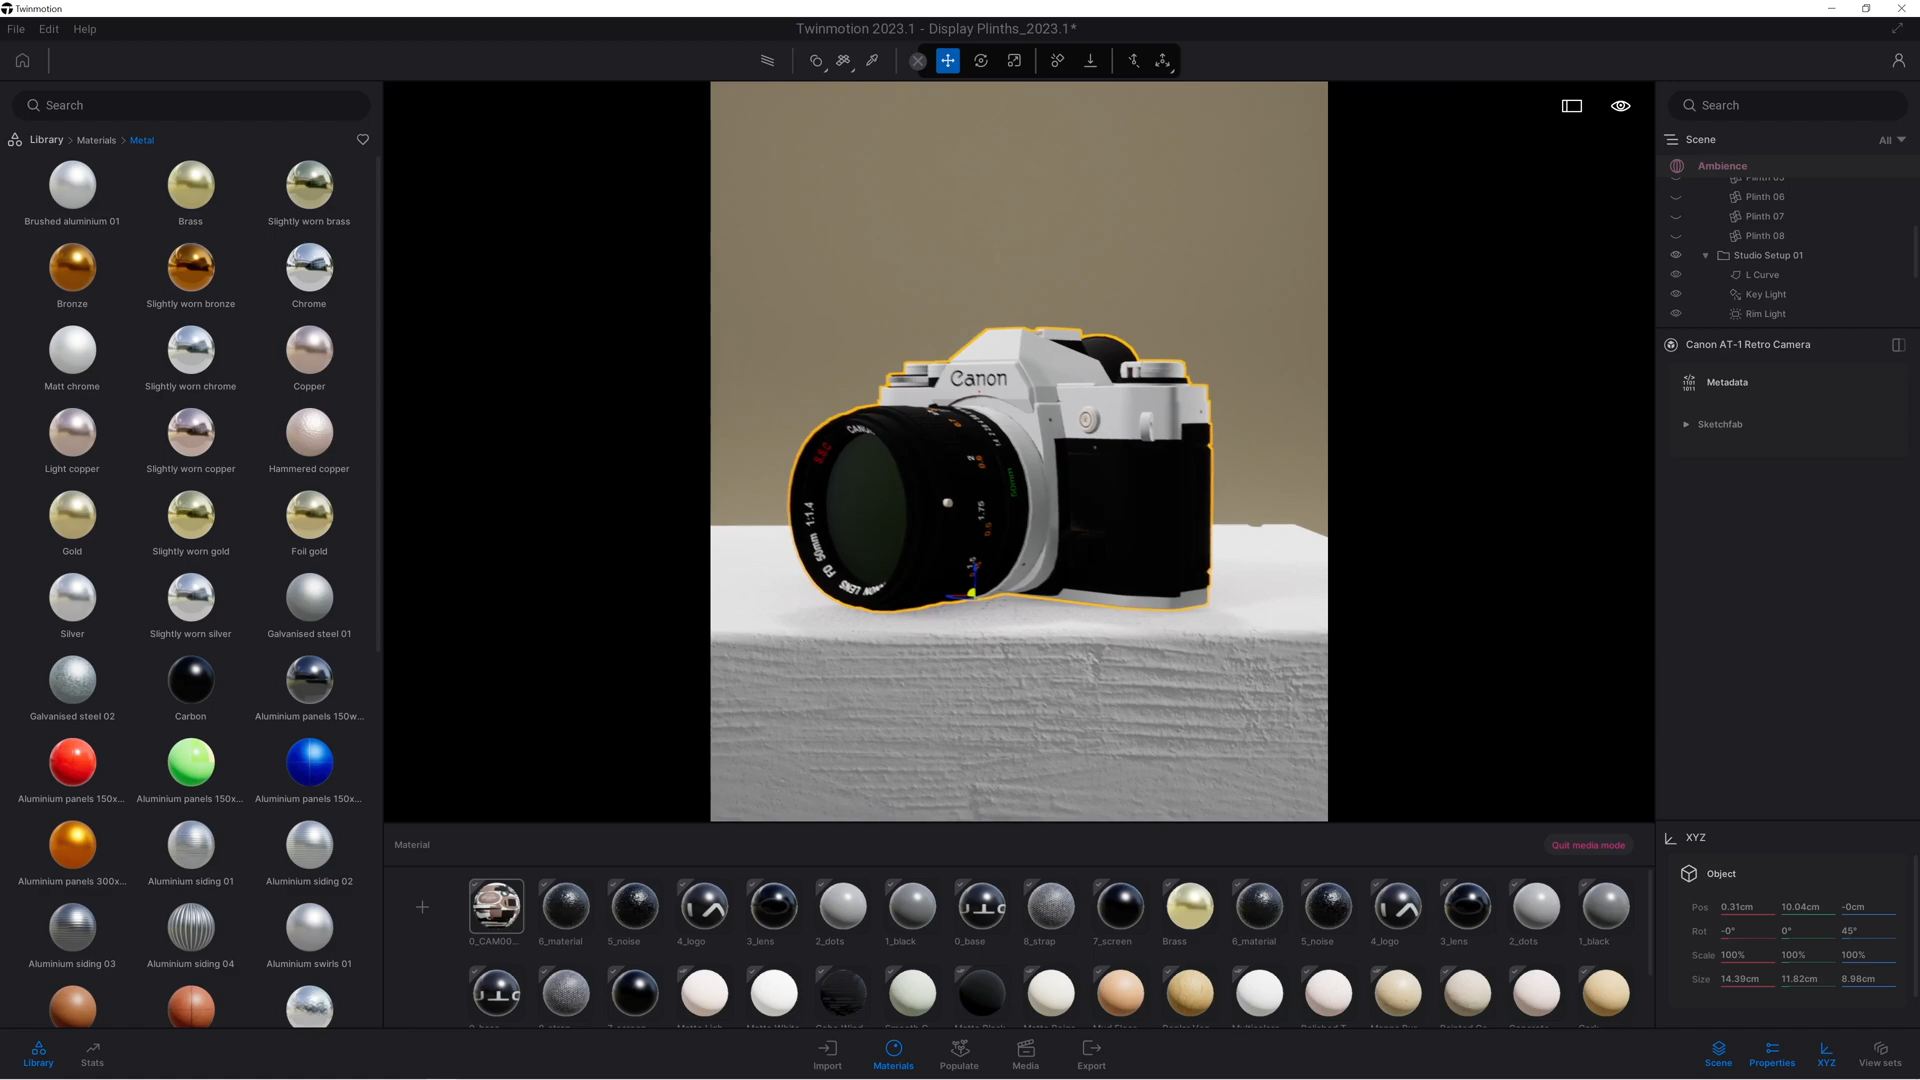 Twinmotion
File Edit Help
Twinmotion 2023.1 - Display Plinths_2023.1*
Search
Library > Materials > Metal
Brushed aluminium 01 Brass Slightly worn brass
Bronze Slightly worn bronze Chrome
Matt chrome Slightly worn chrome Copper
Light copper Slightly worn copper Hammered copper
Gold Slightly worn gold Foil gold
Silver Slightly worn silver Galvanised steel 01
Galvanised steel 02 Carbon Aluminium panels 150w...
Aluminium panels 150x... Aluminium panels 150x... Aluminium panels 150x...
Aluminium panels 300x... Aluminium siding 01 Aluminium siding 02
Aluminium siding 03 Aluminium siding 04 Aluminium swirls 01
Canon
S.S.C
50mm
1.75
FD 50mm 1:1.4
Search
Scene All
Ambience
Plinth 06
Plinth 07
Plinth 08
Studio Setup 01
L Curve
Key Light
Rim Light
Canon AT-1 Retro Camera
Metadata
Sketchfab
XYZ
Object
Pos 0.31cm 10.04cm -0cm
Rot -0° 0° 45°
Scale 100% 100% 100%
Size 14.39cm 11.82cm 8.98cm
Material
Quit media mode
0_CAM00... 6_material 5_noise 4_logo 3_lens 2_dots 1_black 0_base 8_strap 7_screen Brass 6_material 5_noise 4_logo 3_lens 2_dots 1_black
Library Stats
Import Materials Populate Media Export
Scene Properties XYZ View sets